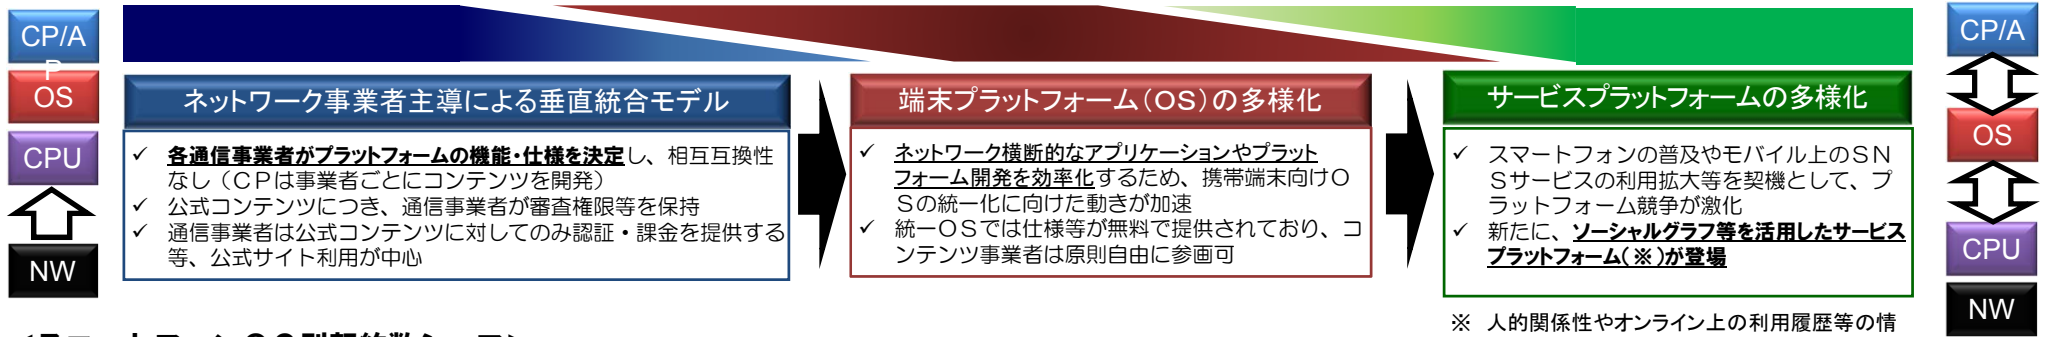 CP/A
P
OS
CPU
NW
ネットワーク事業者主導による垂直統合モデル
✓ 各通信事業者がプラットフォームの機能・仕様を決定し、相互互換性
なし（ＣＰは事業者ごとにコンテンツを開発）
✓ 公式コンテンツにつき、通信事業者が審査権限等を保持
✓ 通信事業者は公式コンテンツに対してのみ認証・課金を提供する
等、公式サイト利用が中心
端末プラットフォーム（ＯＳ）の多様化
✓ ネットワーク横断的なアプリケーションやプラット
フォーム開発を効率化するため、携帯端末向けＯ
Ｓの統一化に向けた動きが加速
✓ 統一ＯＳでは仕様等が無料で提供されており、コ
ンテンツ事業者は原則自由に参画可
サービスプラットフォームの多様化
✓ スマートフォンの普及やモバイル上のＳＮ
Ｓサービスの利用拡大等を契機として、プ
ラットフォーム競争が激化
✓ 新たに、ソーシャルグラフ等を活用したサービス
プラットフォーム（※）が登場
※ 人的関係性やオンライン上の利用履歴等の情
CP/A
OS
CPU
NW